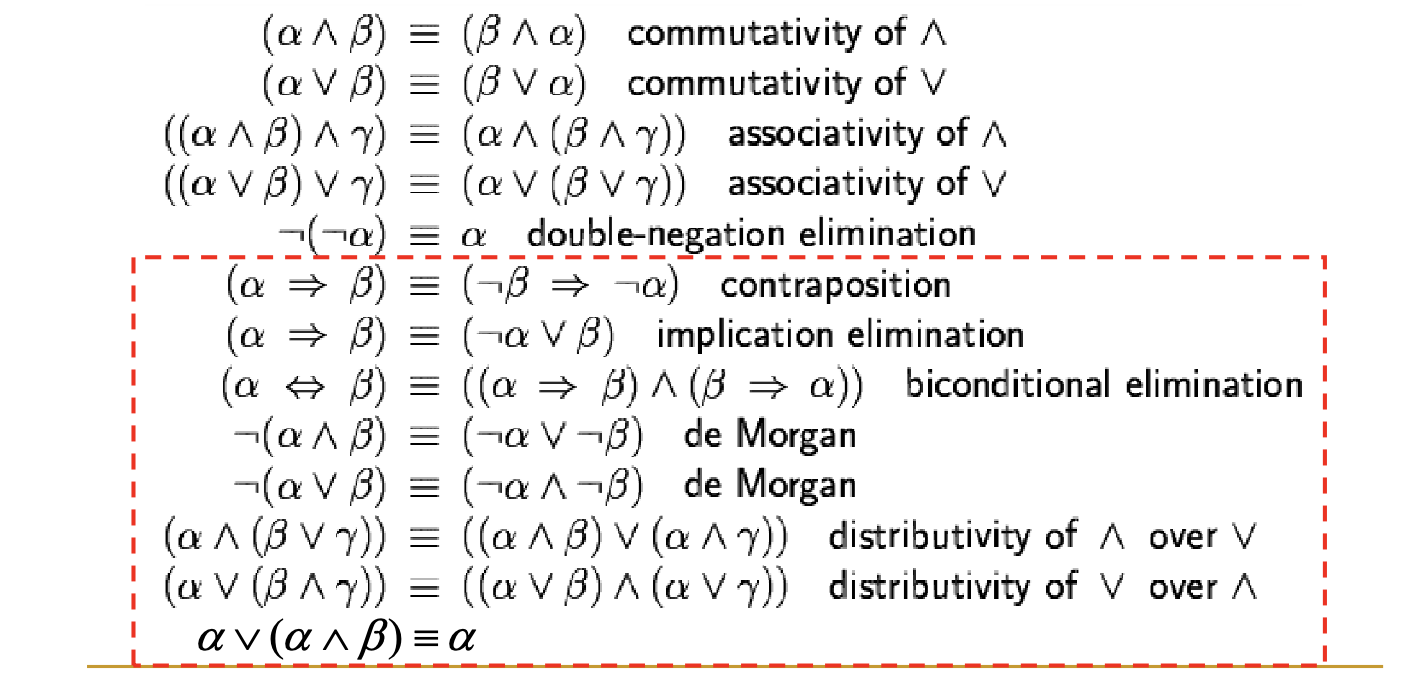 (α ∧ β) ≡ (β ∧ α) commutativity of ∧
(α ∨ β) ≡ (β ∨ α) commutativity of ∨
((α ∧ β) ∧ γ) ≡ (α ∧ (β ∧ γ)) associativity of ∧
((α ∨ β) ∨ γ) ≡ (α ∨ (β ∨ γ)) associativity of ∨
¬(¬α) ≡ α double-negation elimination
(α ⇒ β) ≡ (¬β ⇒ ¬α) contraposition
(α ⇒ β) ≡ (¬α ∨ β) implication elimination
(α ⇔ β) ≡ ((α ⇒ β) ∧ (β ⇒ α)) biconditional elimination
¬(α ∧ β) ≡ (¬α ∨ ¬β) de Morgan
¬(α ∨ β) ≡ (¬α ∧ ¬β) de Morgan
(α ∧ (β ∨ γ)) ≡ ((α ∧ β) ∨ (α ∧ γ)) distributivity of ∧ over ∨
(α ∨ (β ∧ γ)) ≡ ((α ∨ β) ∧ (α ∨ γ)) distributivity of ∨ over ∧
α ∨ (α ∧ β) ≡ α